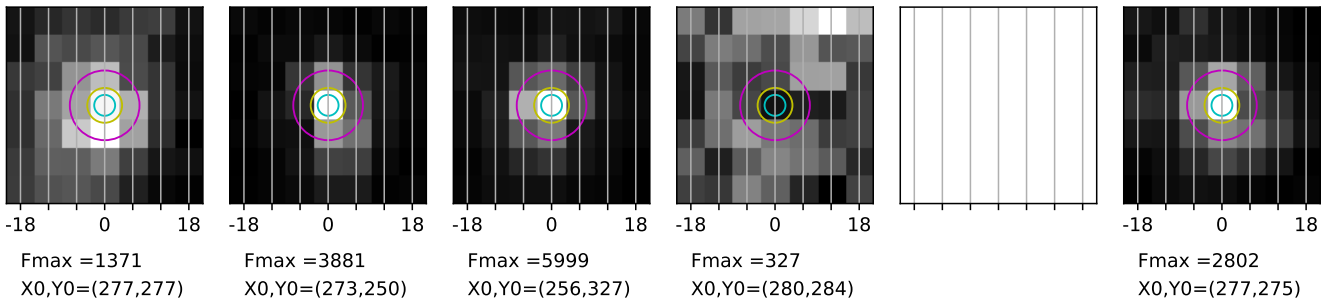 -18 0 18 -18 0 18 -18 0 18 -18 0 18 -18 0 18
Fmax =1371 Fmax =3881 Fmax =5999 Fmax =327 Fmax =2802
X0,Y0=(277,277) X0,Y0=(273,250) X0,Y0=(256,327) X0,Y0=(280,284) X0,Y0=(277,275)